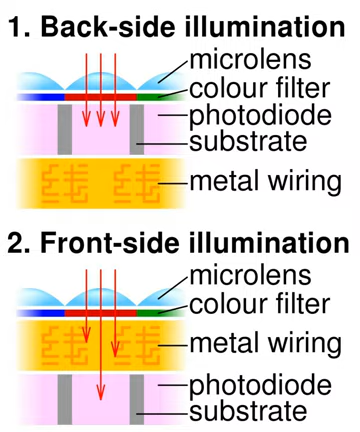 1. Back-side illumination
microlens
colour filter
photodiode
substrate
metal wiring
2. Front-side illumination
microlens
colour filter
metal wiring
photodiode
substrate